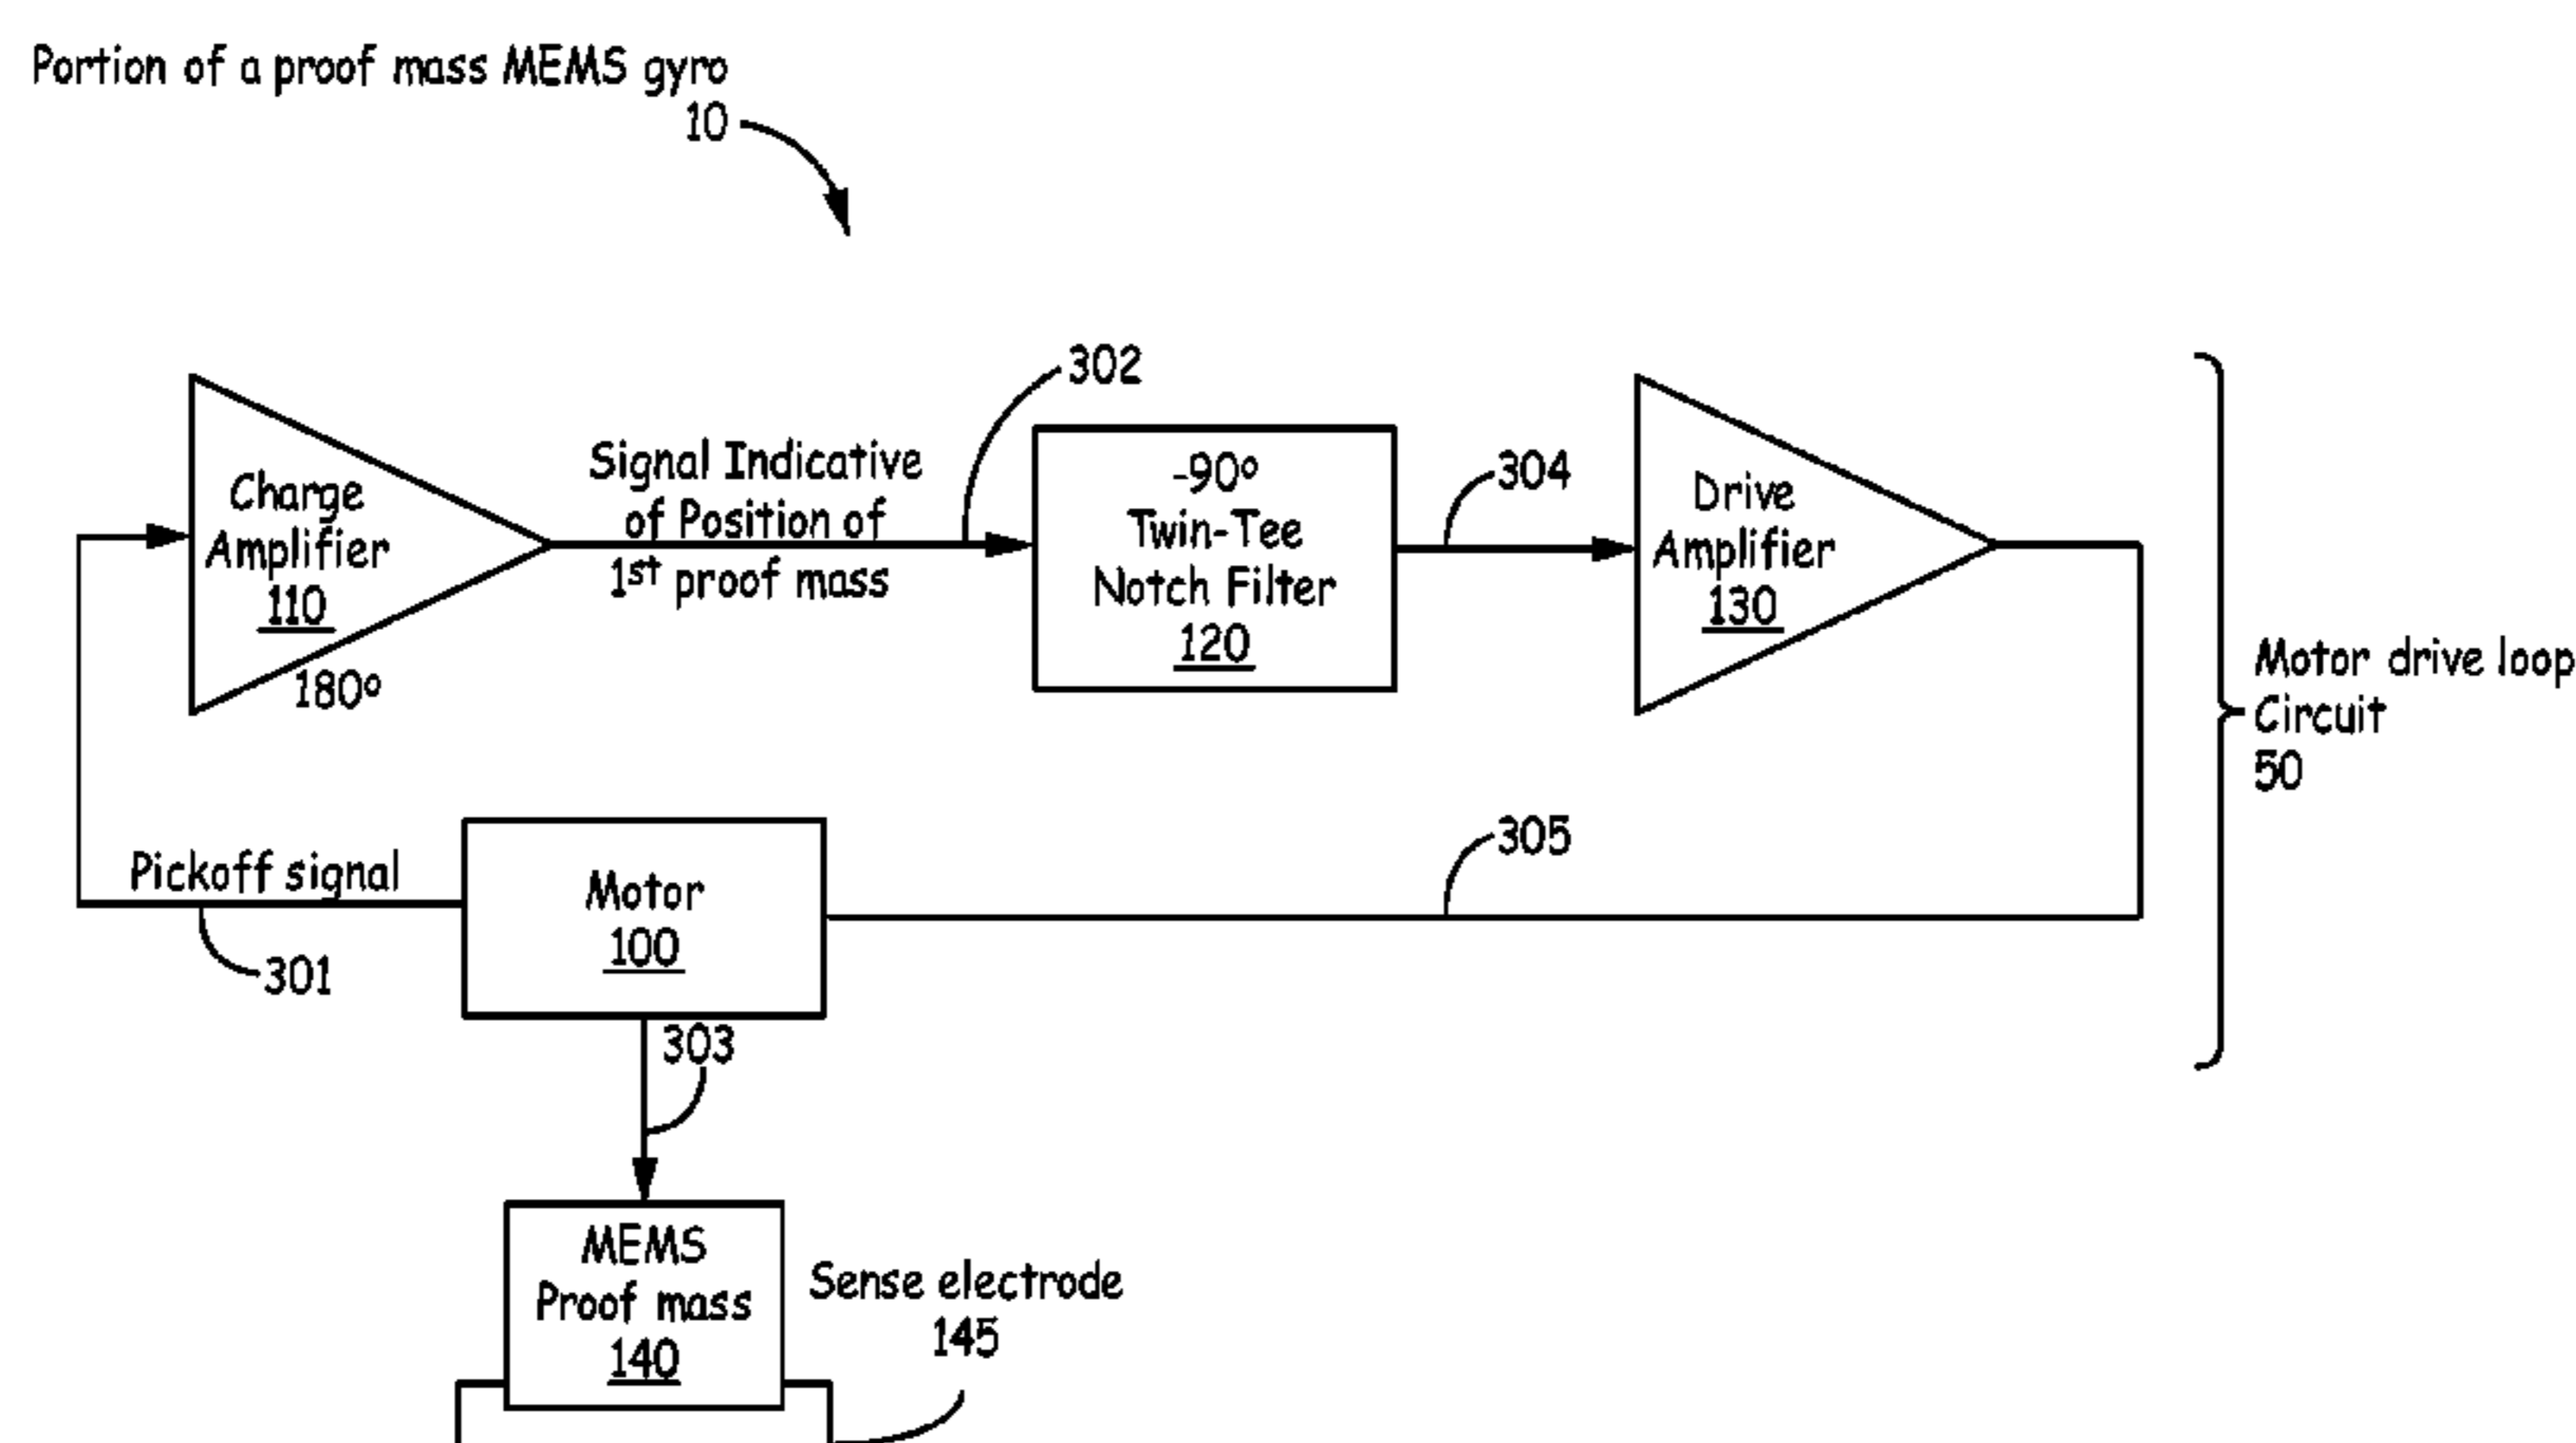 Portion of a proof mass MEMS gyro
10
302
Signal Indicative
of Position of
1st proof mass
Charge
Amplifier
110
180º
-90º
Twin-Tee
Notch Filter
120
304
Drive
Amplifier
130
Motor drive loop
Circuit
50
305
Pickoff signal
301
Motor
100
303
MEMS
Proof mass
140
Sense electrode
145